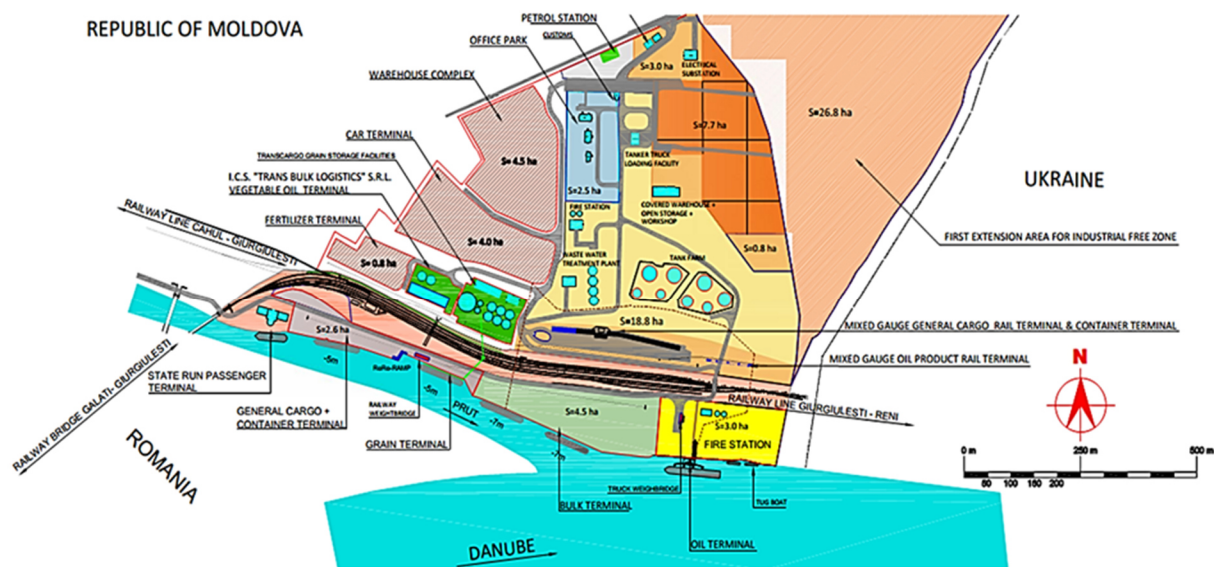 REPUBLIC OF MOLDOVA
PETROL STATION
CUSTOMS
OFFICE PARK
S=3.0 ha
ELECTRICAL
SUBSTATION
WAREHOUSE COMPLEX
S=26.8 ha
S=7.7 ha
CAR TERMINAL
TRANSCARGO GRAIN STORAGE FACILITIES
S= 4.5 ha
TANKER TRUCK
LOADING FACILITY
I.C.S. "TRANS BULK LOGISTICS" S.R.L.
VEGETABLE OIL TERMINAL
S=2.5 ha
UKRAINE
FIRE STATION
COVERED WAREHOUSE +
OPEN STORAGE +
WORKSHOP
RAILWAY LINE CAHUL - GIURGIULESTI
FERTILIZER TERMINAL
FIRST EXTENSION AREA FOR INDUSTRIAL FREE ZONE
S= 4.0 ha
S=0.8 ha
WASTE WATER
TREATMENT PLANT
TANK FARM
S= 0.8 ha
S=18.8 ha
MIXED GAUGE GENERAL CARGO RAIL TERMINAL & CONTAINER TERMINAL
S=2.6 ha
-5m
RoRo-RAMP
MIXED GAUGE OIL PRODUCT RAIL TERMINAL
N
STATE RUN PASSENGER
TERMINAL
RAILWAY BRIDGE GALATI- GIURGIULESTI
-5m
RAILWAY
WEIGHTBRIDGE
PRUT
-7m
S=4.5 ha
RAILWAY LINE GIURGIULESTI - RENI
GENERAL CARGO +
CONTAINER TERMINAL
S=3.0 ha
FIRE STATION
GRAIN TERMINAL
-7m
ROMANIA
0 m
250 m
500 m
50
100
150
200
TRUCK WEIGHBRIDGE
TUG BOAT
BULK TERMINAL
OIL TERMINAL
DANUBE